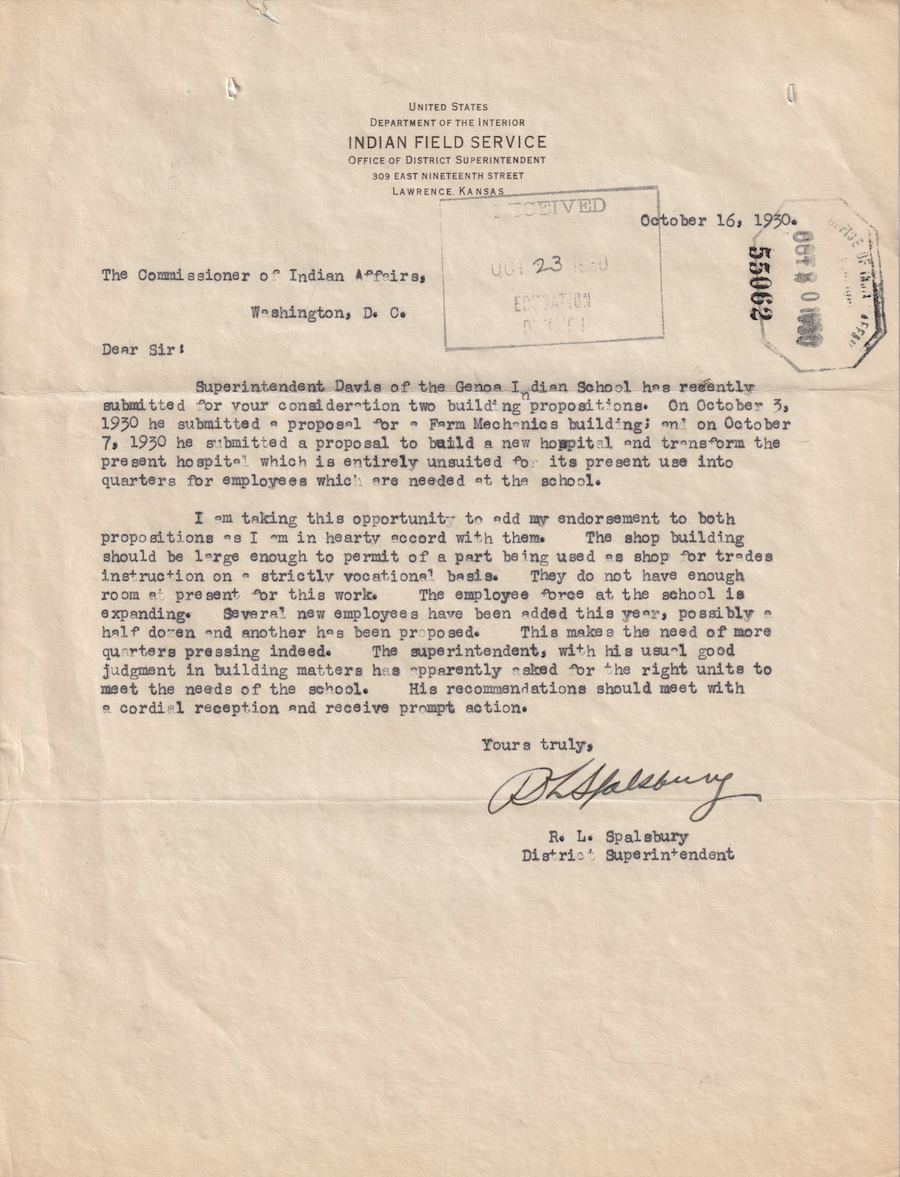 UNITED STATES
DEPARTMENT OF THE INTERIOR
INDIAN FIELD SERVICE
OFFICE OF DISTRICT SUPERINTENDENT
309 EAST NINETEENTH STREET
LAWRENCE, KANSAS
RECEIVED
OCT 23 1930
EDUCATION
October 16, 1930.
55062
The Commissioner of Indian Affairs,
Washington, D. C.
Dear Sir:
Superintendent Davis of the Genoa Indian School has recently
submitted for your consideration two building propositions. On October 3,
1930 he submitted a proposal for a Farm Mechanics building; and on October
7, 1930 he submitted a proposal to build a new hospital and transform the
present hospital which is entirely unsuited for its present use into
quarters for employees which are needed at the school.
I am taking this opportunity to add my endorsement to both
propositions as I am in hearty accord with them. The shop building
should be large enough to permit of a part being used as shop for trades
instruction on a strictly vocational basis. They do not have enough
room at present for this work. The employee force at the school is
expanding. Several new employees have been added this year, possibly a
half dozen and another has been proposed. This makes the need of more
quarters pressing indeed. The superintendent, with his usual good
judgment in building matters has apparently asked for the right units to
meet the needs of the school. His recommendations should meet with
a cordial reception and receive prompt action.
Yours truly,
R L Spalsbury
R. L. Spalsbury
District Superintendent